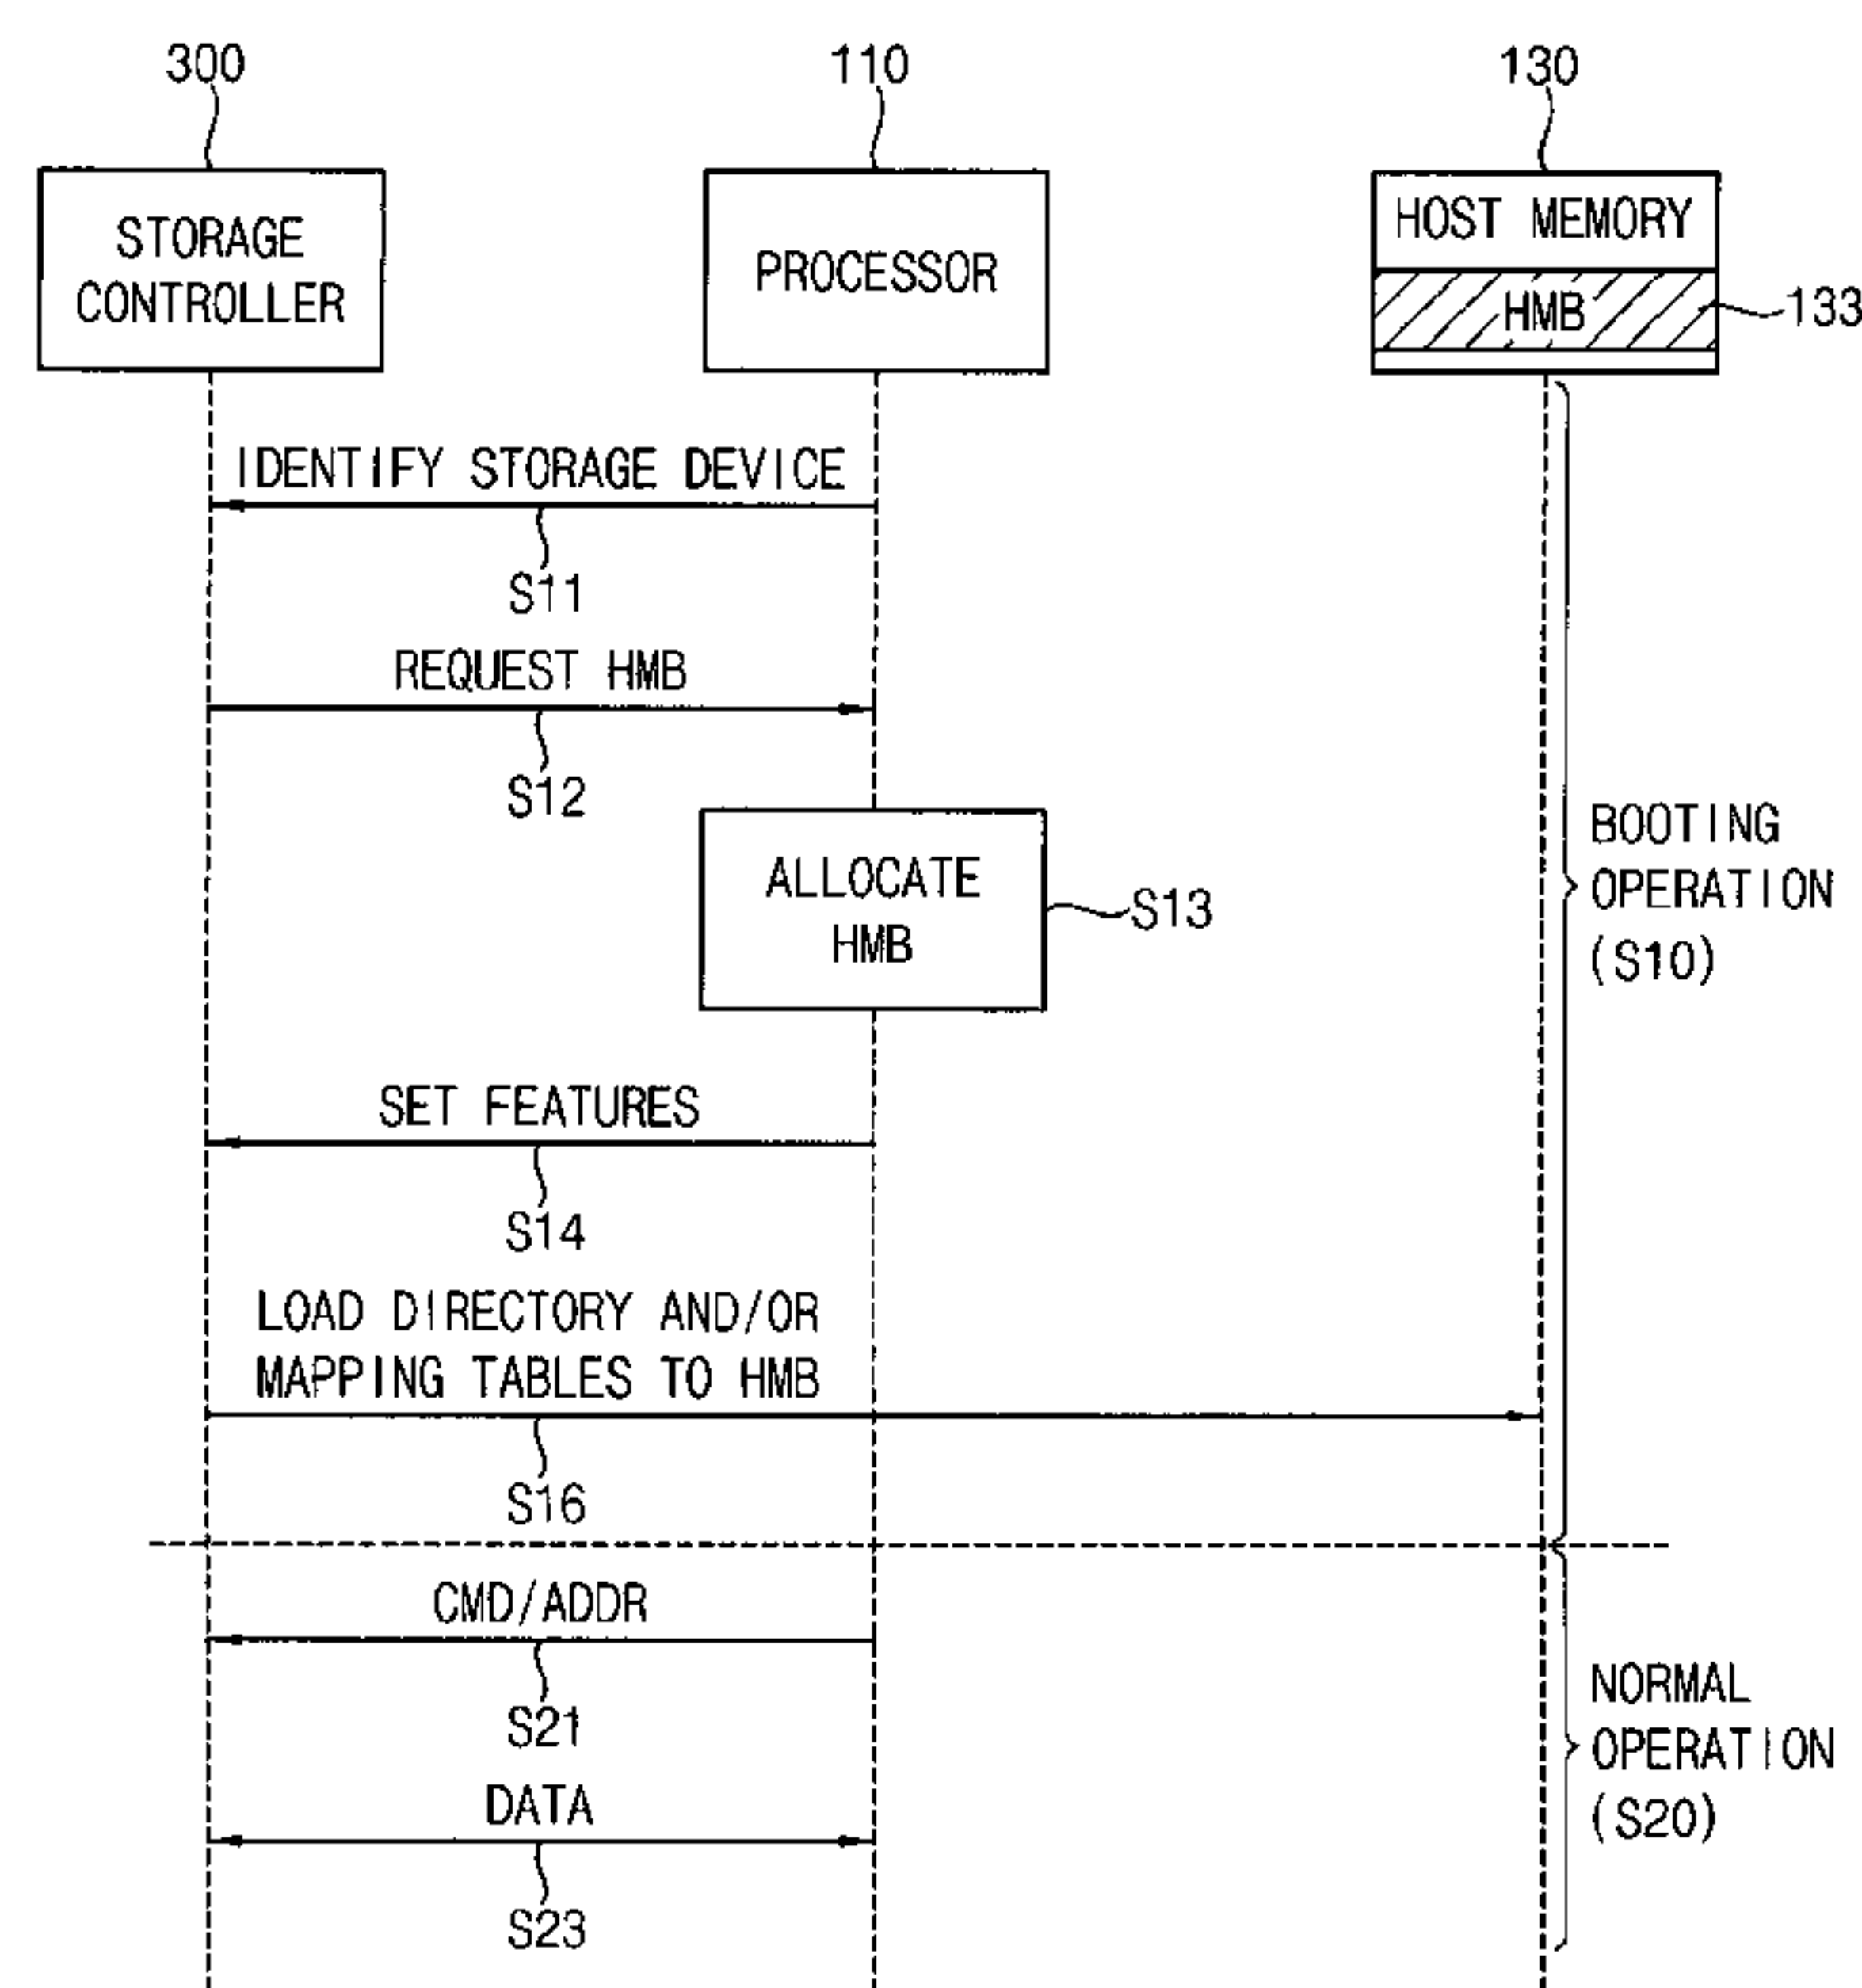 300
110
130
STORAGE
CONTROLLER
PROCESSOR
HOST MEMORY
HMB
133
IDENTIFY STORAGE DEVICE
S11
REQUEST HMB
S12
ALLOCATE
HMB
S13
BOOTING
OPERATION
(S10)
SET FEATURES
S14
LOAD DIRECTORY AND/OR
MAPPING TABLES TO HMB
S16
CMD/ADDR
S21
NORMAL
OPERATION
(S20)
DATA
S23